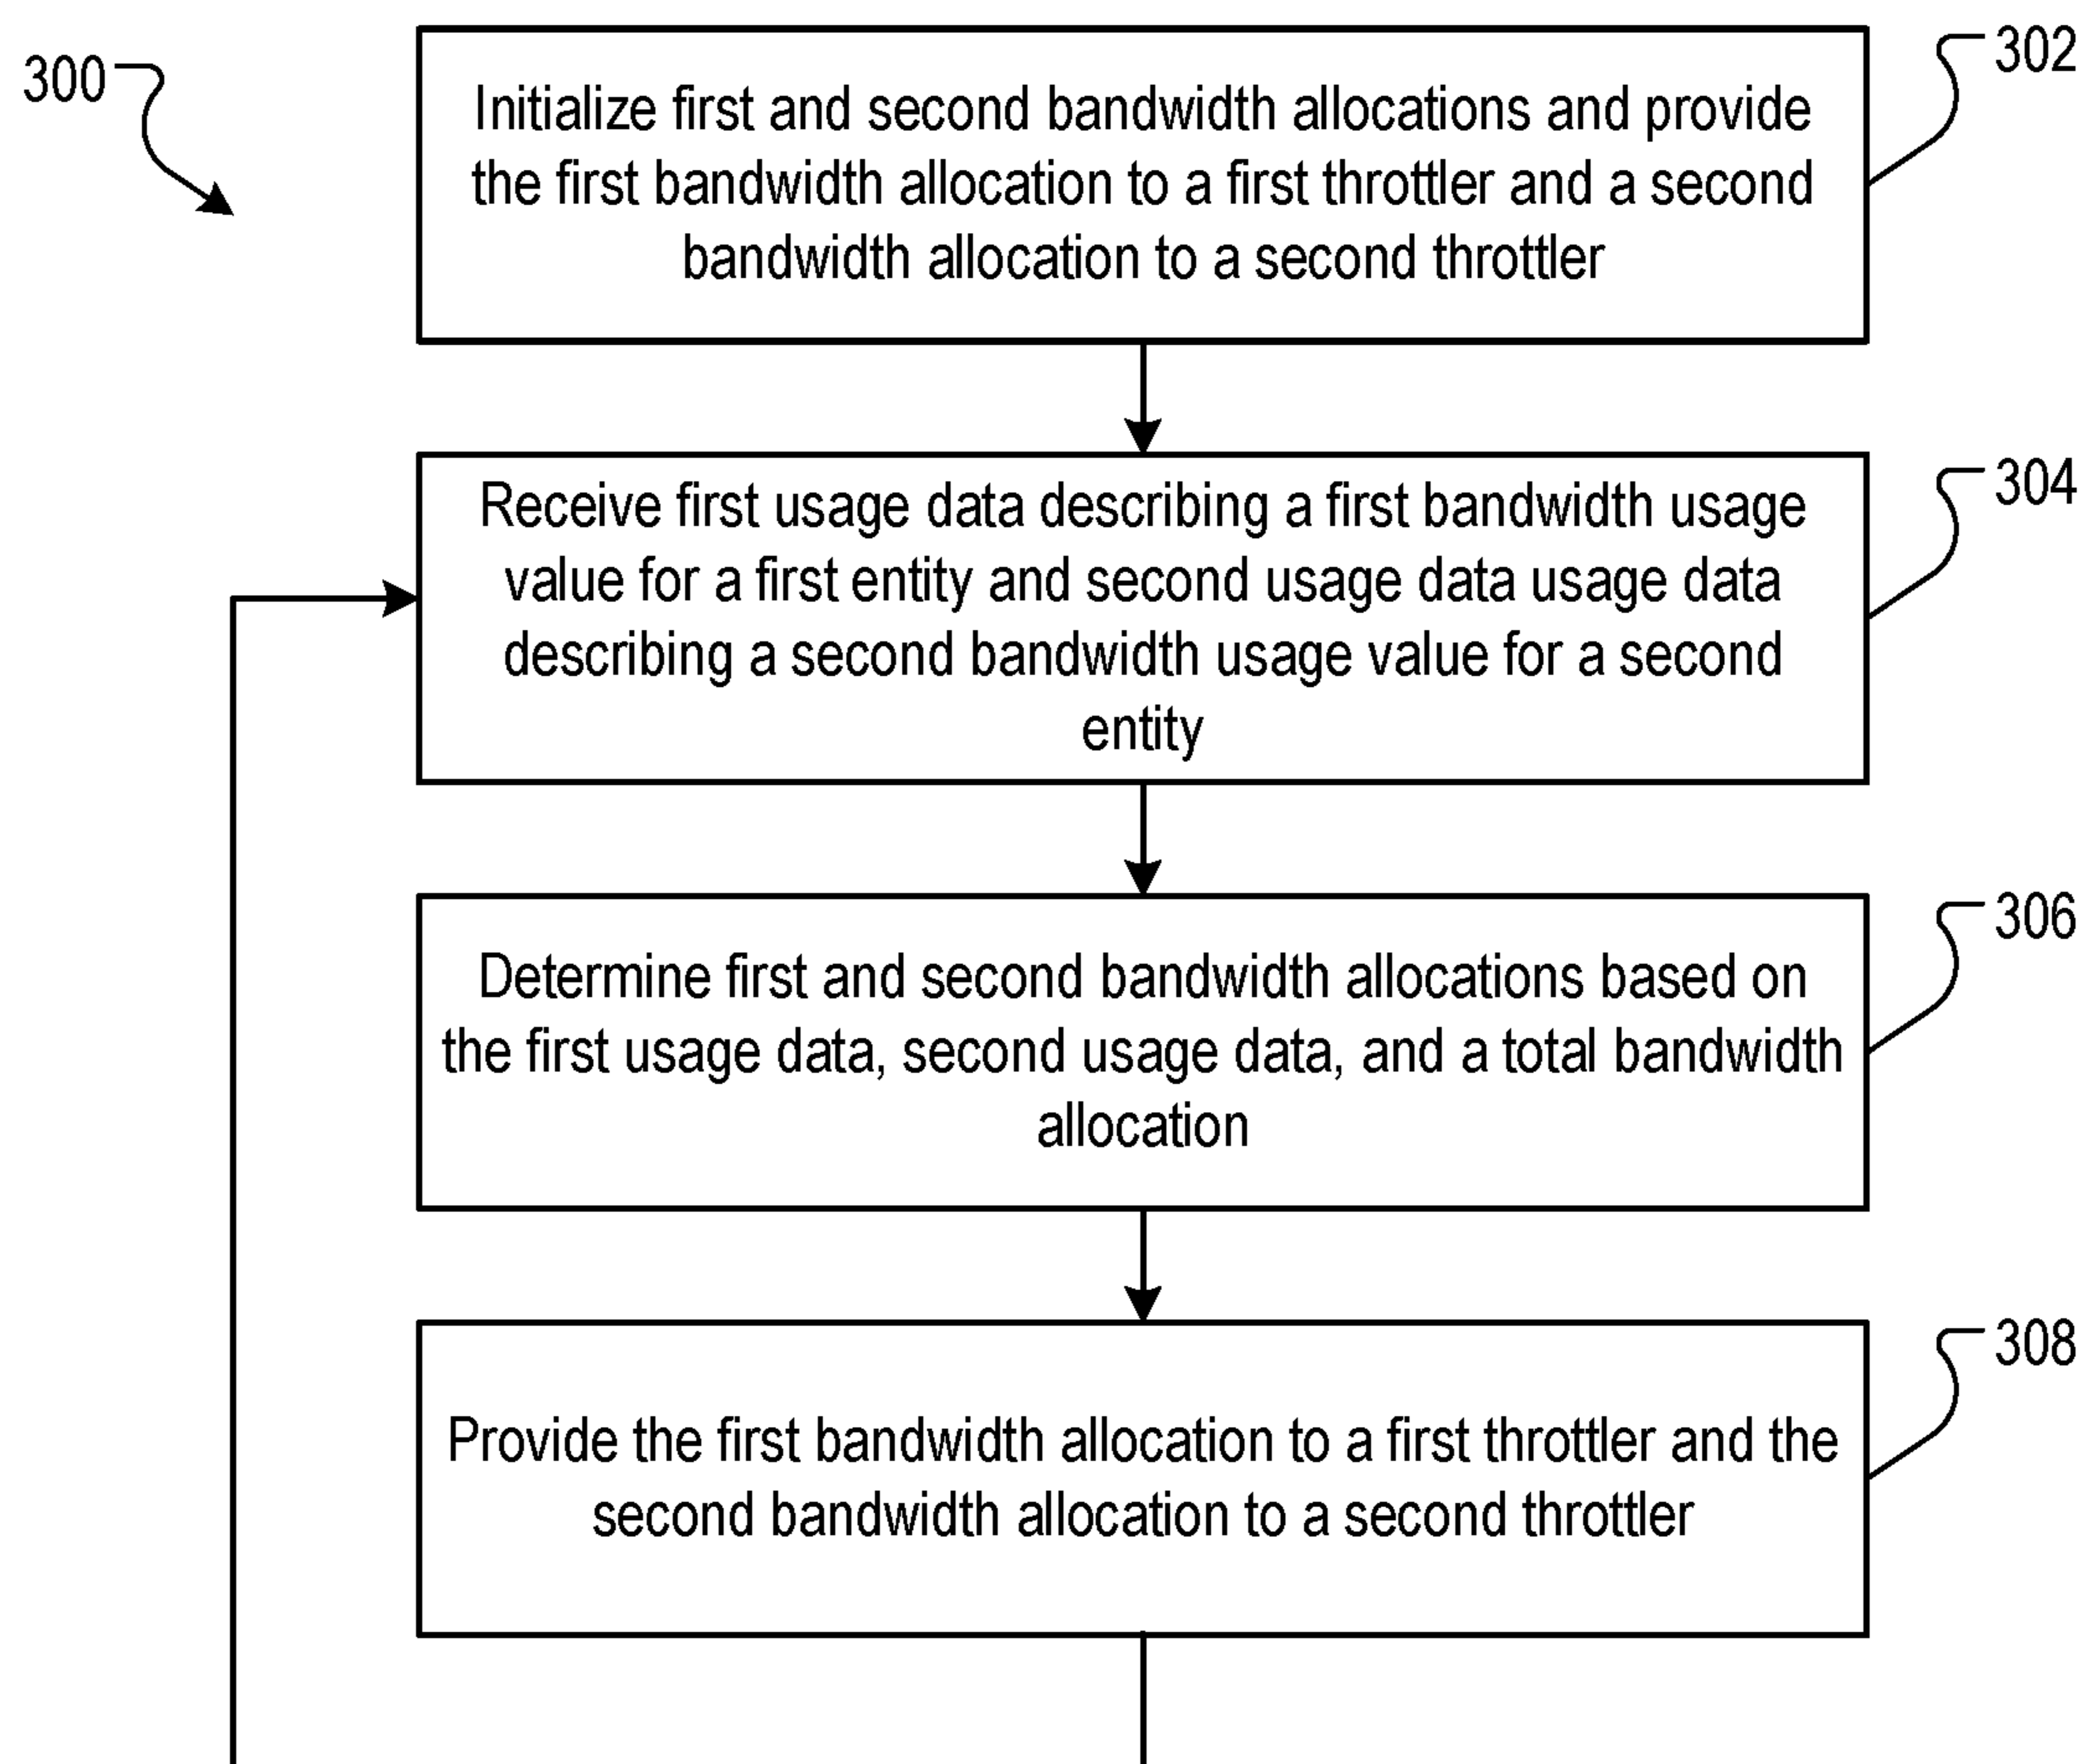 300
302
Initialize first and second bandwidth allocations and provide
the first bandwidth allocation to a first throttler and a second
bandwidth allocation to a second throttler
304
Receive first usage data describing a first bandwidth usage
value for a first entity and second usage data usage data
describing a second bandwidth usage value for a second
entity
306
Determine first and second bandwidth allocations based on
the first usage data, second usage data, and a total bandwidth
allocation
308
Provide the first bandwidth allocation to a first throttler and the
second bandwidth allocation to a second throttler